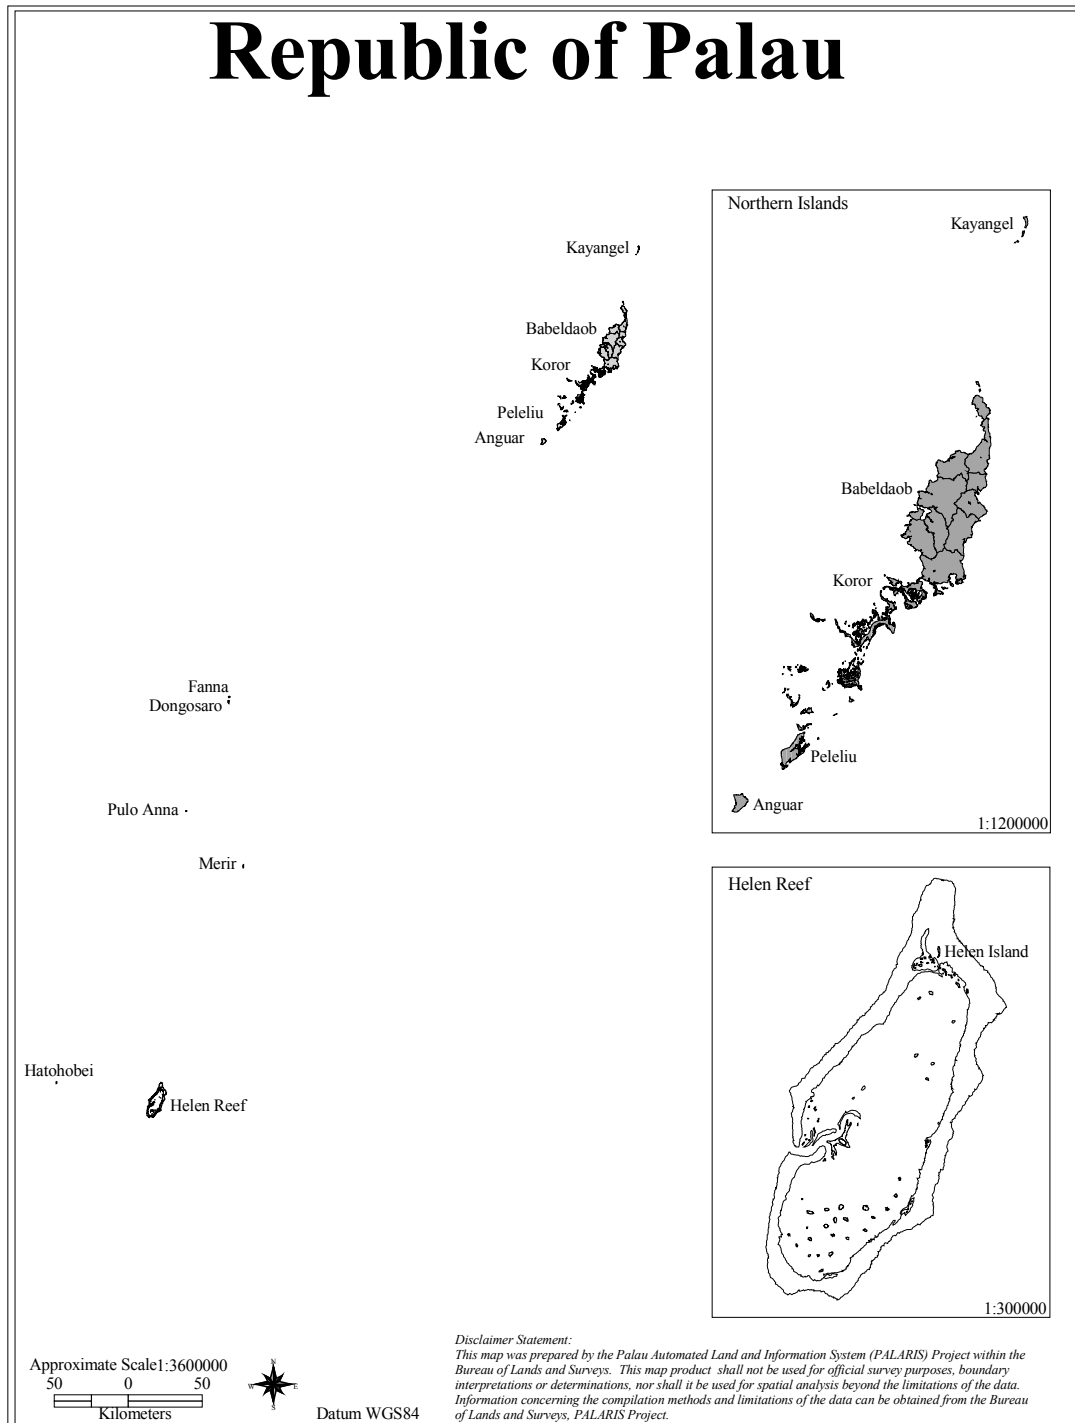 Republic of Palau
Northern Islands
Kayangel
Kayangel
Babeldaob
Koror
Peleliu
Anguar
Babeldaob
Koror
Peleliu
Anguar
1:1200000
Fanna
Dongosaro
Pulo Anna
Merir
Helen Reef
Helen Island
Hatohobei
Helen Reef
1:300000
Approximate Scale1:3600000
50 0 50
Kilometers
N
W E
S
Datum WGS84
Disclaimer Statement:
This map was prepared by the Palau Automated Land and Information System (PALARIS) Project within the
Bureau of Lands and Surveys. This map product shall not be used for official survey purposes, boundary
interpretations or determinations, nor shall it be used for spatial analysis beyond the limitations of the data.
Information concerning the compilation methods and limitations of the data can be obtained from the Bureau
of Lands and Surveys, PALARIS Project.